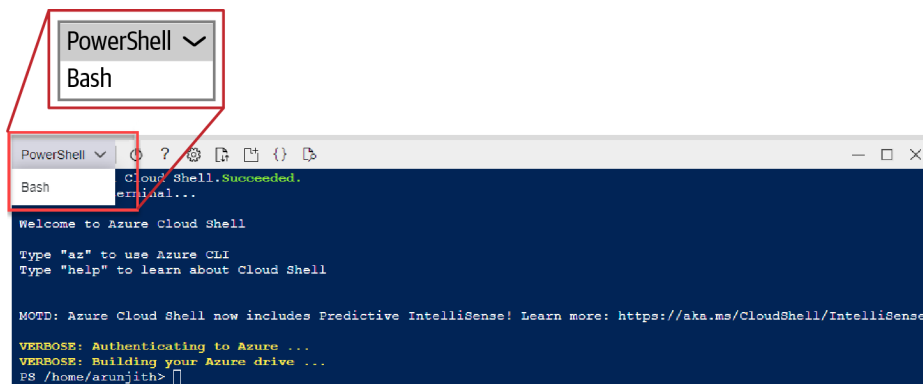 PowerShell
Bash
PowerShell
Bash
Cloud Shell.Succeeded.
erminal...
Welcome to Azure Cloud Shell
Type "az" to use Azure CLI
Type "help" to learn about Cloud Shell
MOTD: Azure Cloud Shell now includes Predictive IntelliSense! Learn more: https://aka.ms/CloudShell/IntelliSense
VERBOSE: Authenticating to Azure ...
VERBOSE: Building your Azure drive ...
PS /home/arunjith>